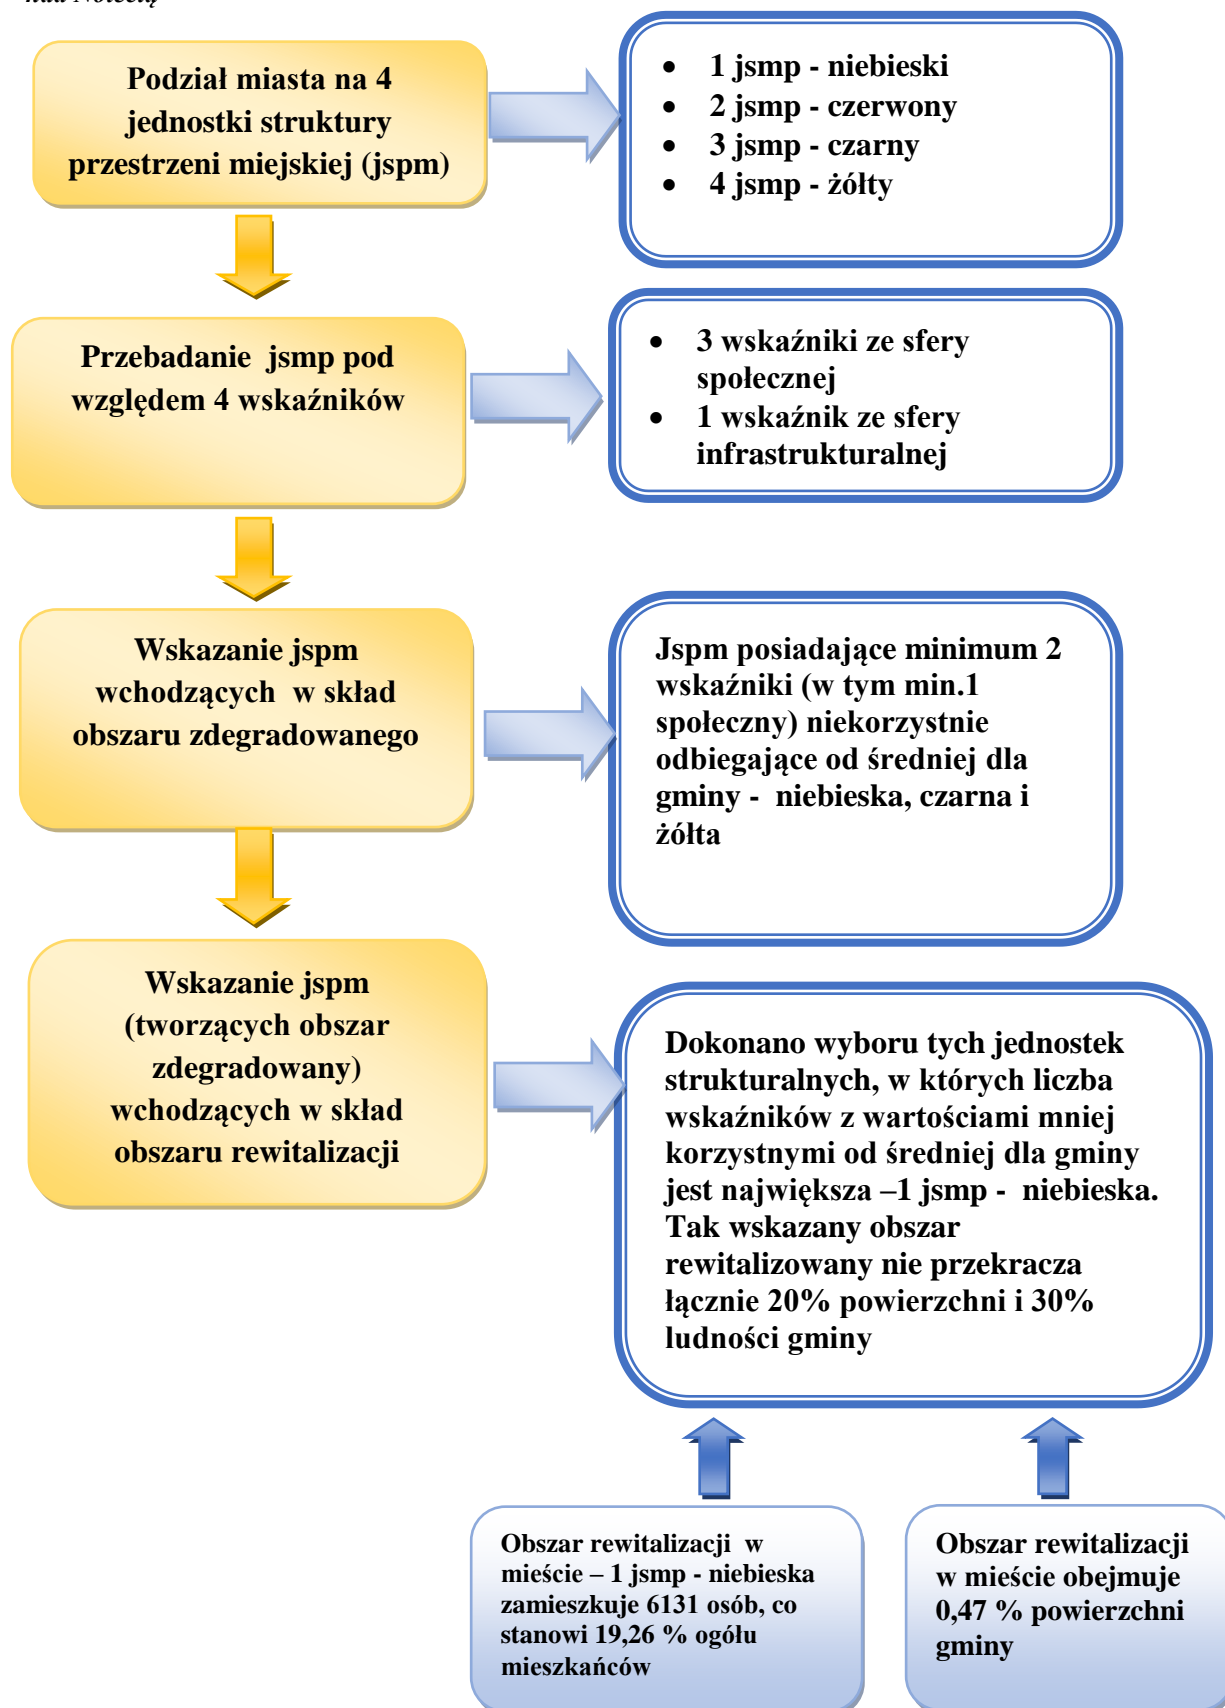 nad Notecią
Podział miasta na 4
jednostki struktury
przestrzeni miejskiej (jspm)
• 1 jsmp - niebieski
• 2 jsmp - czerwony
• 3 jsmp - czarny
• 4 jsmp - żółty
Przebadanie jsmp pod
względem 4 wskaźników
• 3 wskaźniki ze sfery
społecznej
• 1 wskaźnik ze sfery
infrastrukturalnej
Wskazanie jspm
wchodzących w skład
obszaru zdegradowanego
Jspm posiadające minimum 2
wskaźniki (w tym min.1
społeczny) niekorzystnie
odbiegające od średniej dla
gminy - niebieska, czarna i
żółta
Wskazanie jspm
(tworzących obszar
zdegradowany)
wchodzących w skład
obszaru rewitalizacji
Dokonano wyboru tych jednostek
strukturalnych, w których liczba
wskaźników z wartościami mniej
korzystnymi od średniej dla gminy
jest największa –1 jsmp - niebieska.
Tak wskazany obszar
rewitalizowany nie przekracza
łącznie 20% powierzchni i 30%
ludności gminy
Obszar rewitalizacji w
mieście – 1 jsmp - niebieska
zamieszkuje 6131 osób, co
stanowi 19,26 % ogółu
mieszkańców
Obszar rewitalizacji
w mieście obejmuje
0,47 % powierzchni
gminy